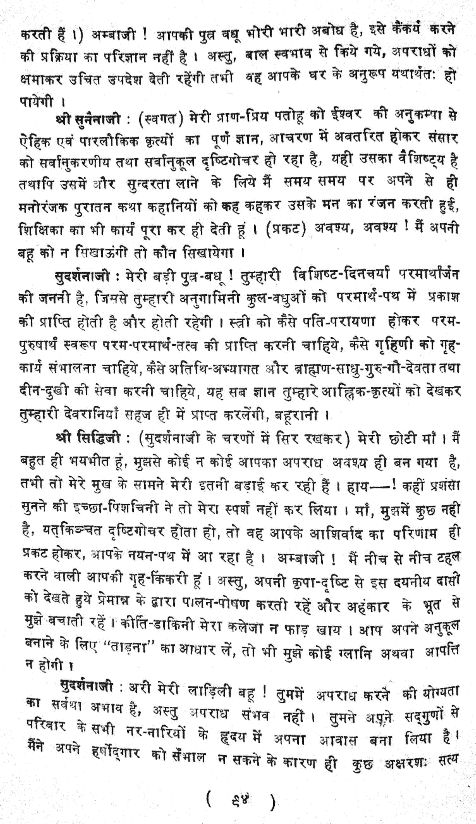 करती हैं ।) अम्बाजी ! आपकी पुत्र वधू भोरी भारी अबोध है, इसे कैंकर्य करने
की प्रक्रिया का परिज्ञान नहीं है । अस्तु, बाल स्वभाव से किये गये, अपराधों को
क्षमाकर उचित उपदेश देती रहेंगी तभी वह आपके घर के अनुरूप यथार्थतः हो
पायेगी ।
श्री सुनैनाजी : (स्वगत) मेरी प्राण-प्रिय पतोहू को ईश्वर की अनुकम्पा से
ऐहिक एवं पारलौकिक कृत्यों का पूर्ण ज्ञान, आचरण में अवतरित होकर संसार
को सर्वानुकरणीय तथा सर्वानुकूल दृष्टिगोचर हो रहा है, यही उसका वैशिष्ट्य है
तथापि उसमें और सुन्दरता लाने के लिये मैं समय समय पर अपने से ही
मनोरंजक पुरातन कथा कहानियों को कह कहकर उसके मन का रंजन करती हुई,
शिक्षिका का भी कार्य पूरा कर ही देती हूं । (प्रकट) अवश्य, अवश्य ! मैं अपनी
बहू को न सिखाऊंगी तो कौन सिखायेगा ।
सुदर्शनाजी : मेरी बड़ी पुत्र-बधू ! तुम्हारी विशिष्ट-दिनचर्या परमार्थार्जन
की जननी है, जिससे तुम्हारी अनुगामिनी कुल-वधुओं को परमार्थ-पथ में प्रकाश
की प्राप्ति होती है और होती रहेगी । स्त्री को कैसे पति-परायणा होकर परम-
पुरुषार्थ स्वरूप परम-परमार्थ-तत्व की प्राप्ति करनी चाहिये, कैसे गृहिणी को गृह-
कार्य संभालना चाहिये, कैसे अतिथि-अभ्यागत और ब्राह्मण-साधु-गुरु-गौ-देवता तथा
दीन-दुखी की सेवा करनी चाहिये, यह सब ज्ञान तुम्हारे आह्निक-कृत्यों को देखकर
तुम्हारी देवरानियाँ सहज ही में प्राप्त करलेंगी, बहूरानी ।
श्री सिद्धिजी : (सुदर्शनाजी के चरणों में सिर रखकर) मेरी छोटी माँ । मैं
बहुत ही भयभीत हूं, मुझसे कोई न कोई आपका अपराध अवश्य ही बन गया है,
तभी तो मेरे मुख के सामने मेरी इतनी बड़ाई कर रही हैं । हाय—! कहीं प्रशंसा
सुनने की इच्छा-पिशचिनी ने तो मेरा स्पर्श नहीं कर लिया । माँ, मुझमें कुछ नहीं
है, यत्किञ्चत दृष्टिगोचर होता हो, तो वह आपके आशिर्वाद का परिणाम ही
प्रकट होकर, आपके नयन-पथ में आ रहा है । अम्बाजी ! मैं नीच से नीच टहल
करने वाली आपकी गृह-किंकरी हूं । अस्तु, अपनी कृपा-दृष्टि से इस दयनीय दासी
को देखते हुये प्रेमान्न के द्वारा पालन-पोषण करती रहें और अहंकार के भूत से
मुझे बचाती रहें । कीर्ति-डाकिनी मेरा कलेजा न फाड़ खाय । आप अपने अनुकूल
बनाने के लिए "ताड़ना" का आधार लें, तो भी मुझे कोई ग्लानि अथवा आपत्ति
न होगी ।
सुदर्शनाजी : अरी मेरी लाड़िली बहू ! तुममें अपराध करने की योग्यता
का सर्वथा अभाव है, अस्तु अपराध संभव नहीं । तुमने अपने सद्गुणों से
परिवार के सभी नर-नारियों के हृदय में अपना आवास बना लिया है ।
मैंने अपने हर्षोद्गार को संभाल न सकने के कारण ही कुछ अक्षरशः सत्य
( ९४ )